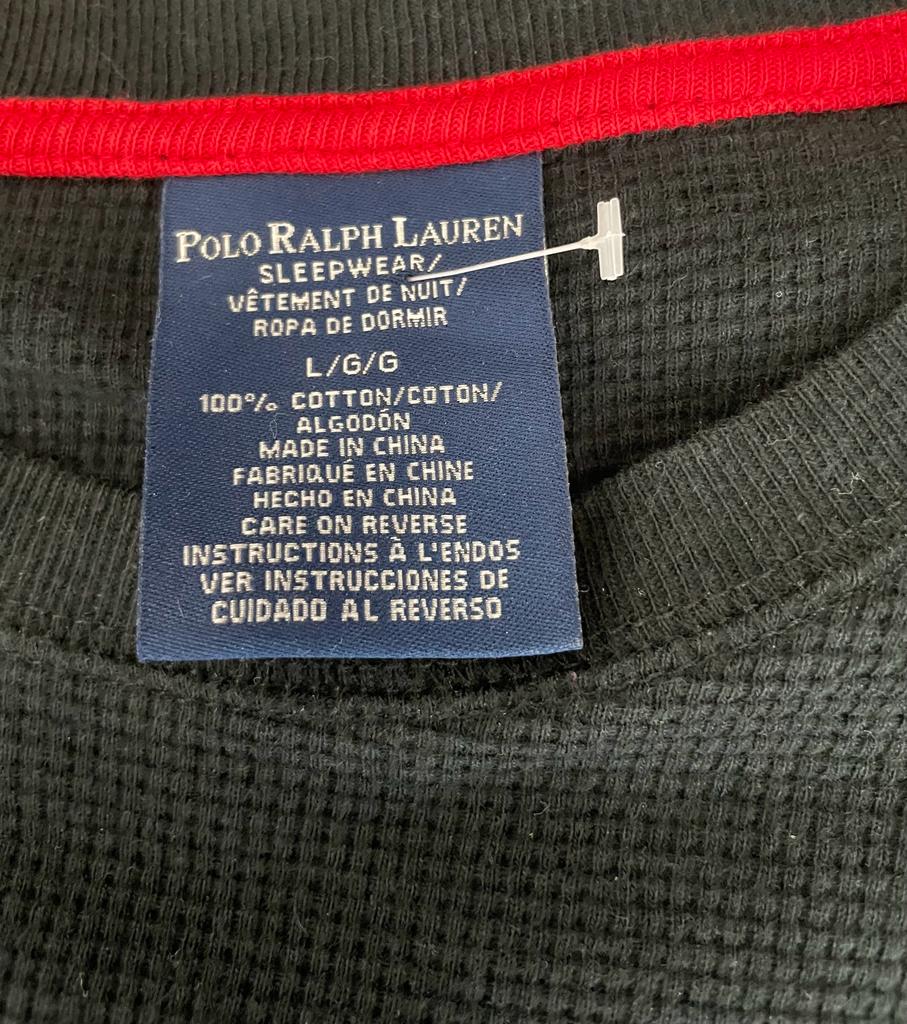 POLO RALPH LAUREN
SLEEPWEAR/
VÊTEMENT DE NUIT/
ROPA DE DORMIR
L/G/G
100% COTTON/COTON/
ALGODÓN
MADE IN CHINA
FABRIQUÉ EN CHINE
HECHO EN CHINA
CARE ON REVERSE
INSTRUCTIONS À L'ENDOS
VER INSTRUCCIONES DE
CUIDADO AL REVERSO